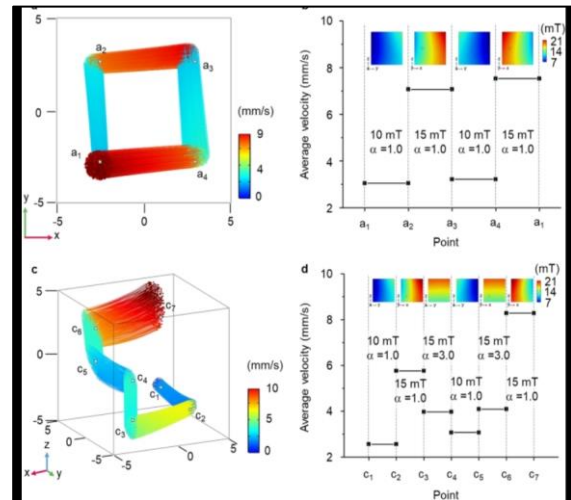 a₂
a₃
a₁
a₄
5
0
-5
-5
0
5
y
x
(mm/s)
9
6
4
2
0
(mT)
21
14
7
Average velocity (mm/s)
10
8
6
4
2
10 mT
α =1.0
15 mT
α =1.0
10 mT
α =1.0
15 mT
α =1.0
a₁
a₂
a₃
a₄
a₁
Point
c
5
0
-5
-5
0
5
-5
0
5
c₇
c₆
c₅
c₄
c₁
c₂
c₃
z
x
y
(mm/s)
10
5
0
d
(mT)
21
14
7
Average velocity (mm/s)
10
8
6
4
2
10 mT
α =1.0
15 mT
α =1.0
15 mT
α =3.0
10 mT
α =1.0
15 mT
α =3.0
15 mT
α =1.0
c₁
c₂
c₃
c₄
c₅
c₆
c₇
Point